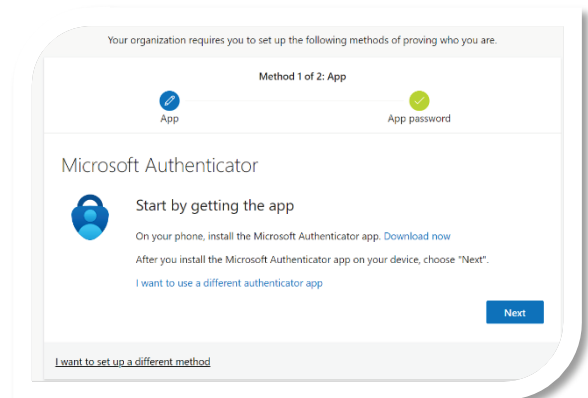 Your organization requires you to set up the following methods of proving who you are.
Method 1 of 2: App
App
App password
Microsoft Authenticator
Start by getting the app
On your phone, install the Microsoft Authenticator app. Download now
After you install the Microsoft Authenticator app on your device, choose "Next".
I want to use a different authenticator app
Next
I want to set up a different method